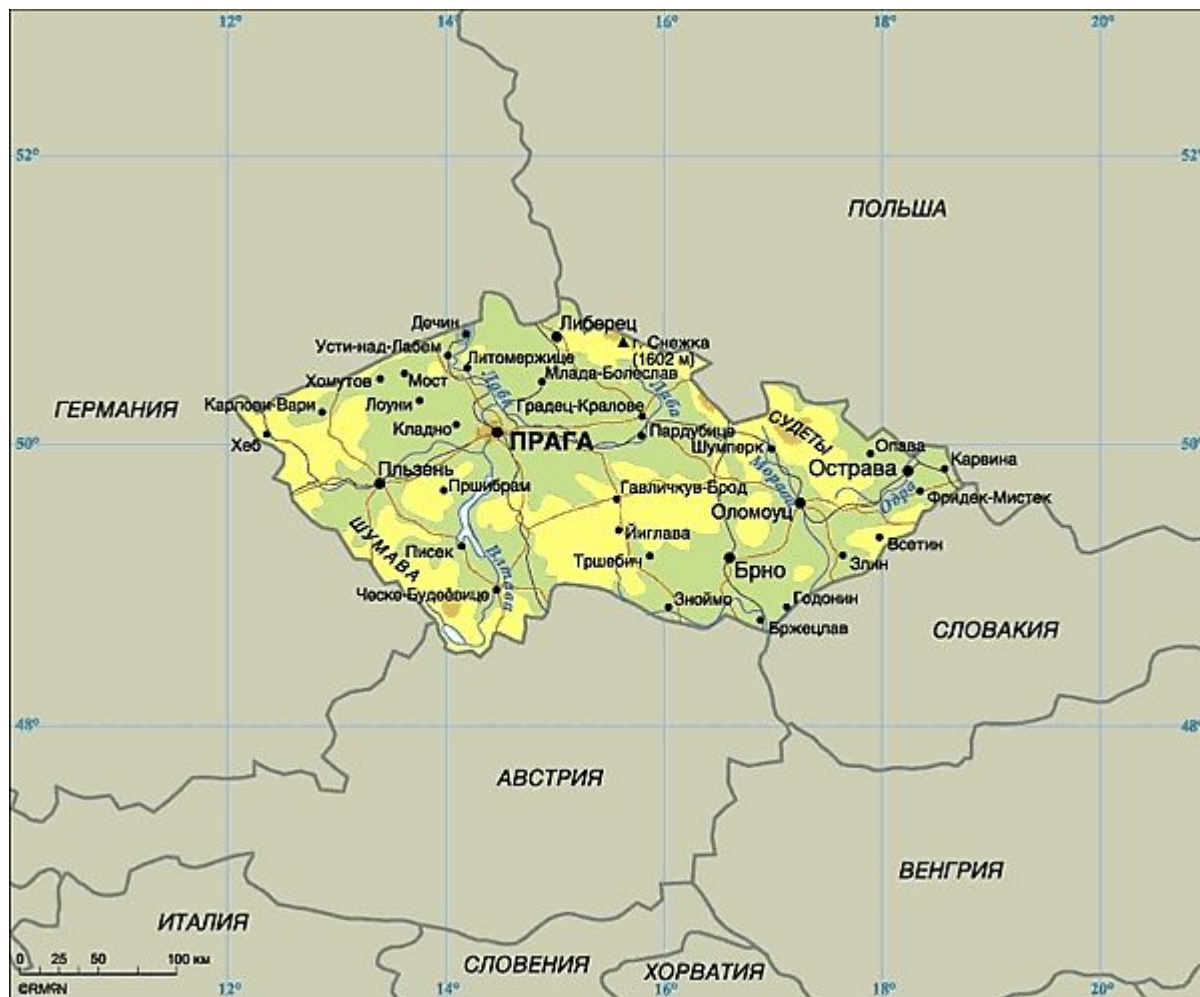 12° 14° 16° 18° 20°
52° 52°
ПОЛЬША
Дечин Либерец
г. Снежка
(1602 м)
Усти-над-Лабем Литомержице
Хомутов Мост Лаба Млада-Болеслав Лаба
ГЕРМАНИЯ Карлови-Вари Лоуни Градец-Кралове
СУДЕТЫ
50° Хеб Кладно ПРАГА Пардубице Шумперк Опава 50°
Пльзень Морава Острава Карвина
Пршибрам Гавличкув-Брод Одра Фридек-Мистек
Оломоуц
ШУМАВА Писек Йиглава Всетин
Влтава Тршебич Брно Злин
Ческе-Будеёвице Зноймо Годонин
Бржецлав СЛОВАКИЯ
48° 48°
АВСТРИЯ
ВЕНГРИЯ
ИТАЛИЯ
0 25 50 100 км СЛОВЕНИЯ ХОРВАТИЯ
12° 14° 16° 18° 20°